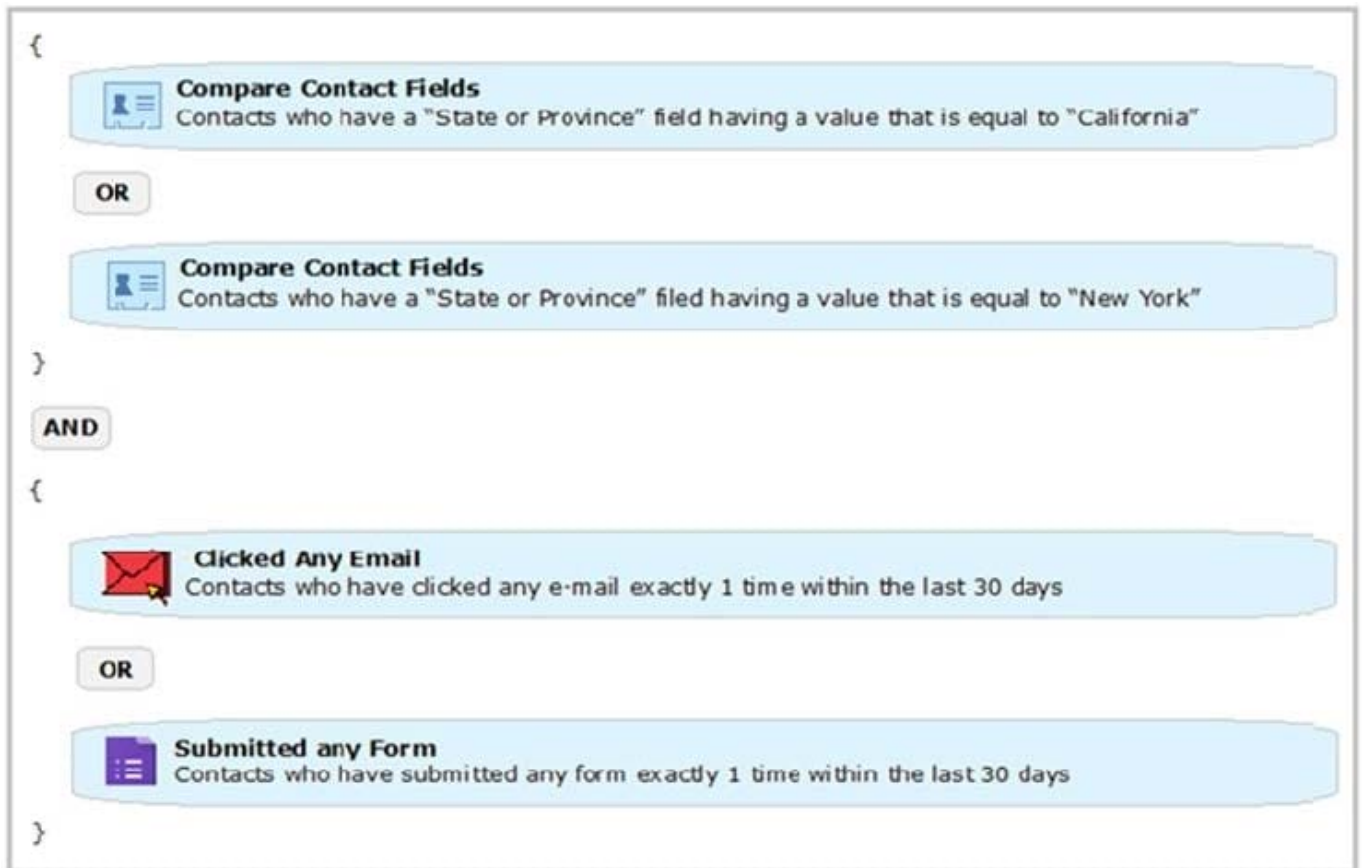 {
Compare Contact Fields
Contacts who have a “State or Province” field having a value that is equal to “California”
OR
Compare Contact Fields
Contacts who have a “State or Province” filed having a value that is equal to “New York”
}
AND
{
Clicked Any Email
Contacts who have clicked any e-mail exactly 1 time within the last 30 days
OR
Submitted any Form
Contacts who have submitted any form exactly 1 time within the last 30 days
}